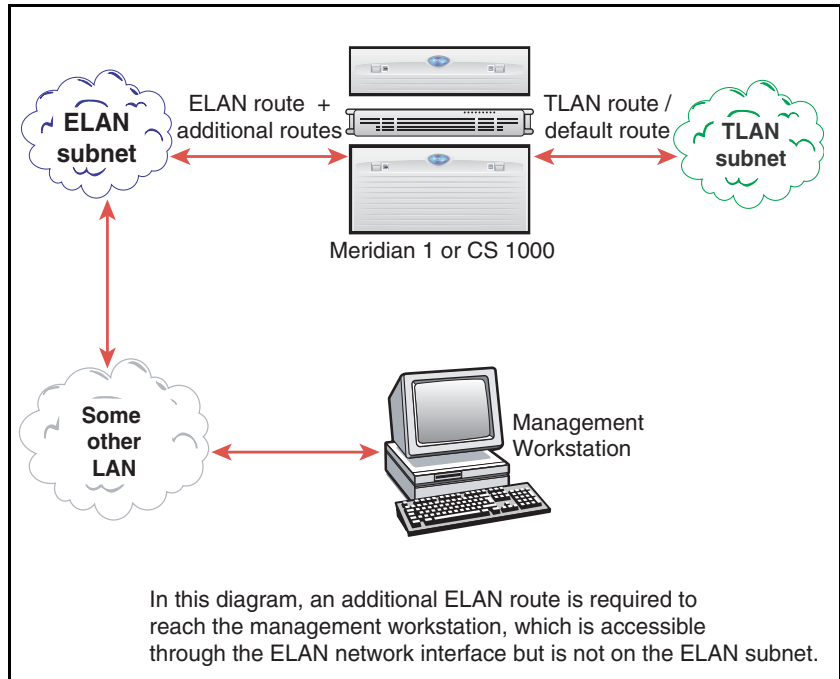 ELAN
subnet
ELAN route +
additional routes
TLAN route /
default route
TLAN
subnet
Meridian 1 or CS 1000
Some
other
LAN
Management
Workstation
In this diagram, an additional ELAN route is required to
reach the management workstation, which is accessible
through the ELAN network interface but is not on the ELAN subnet.